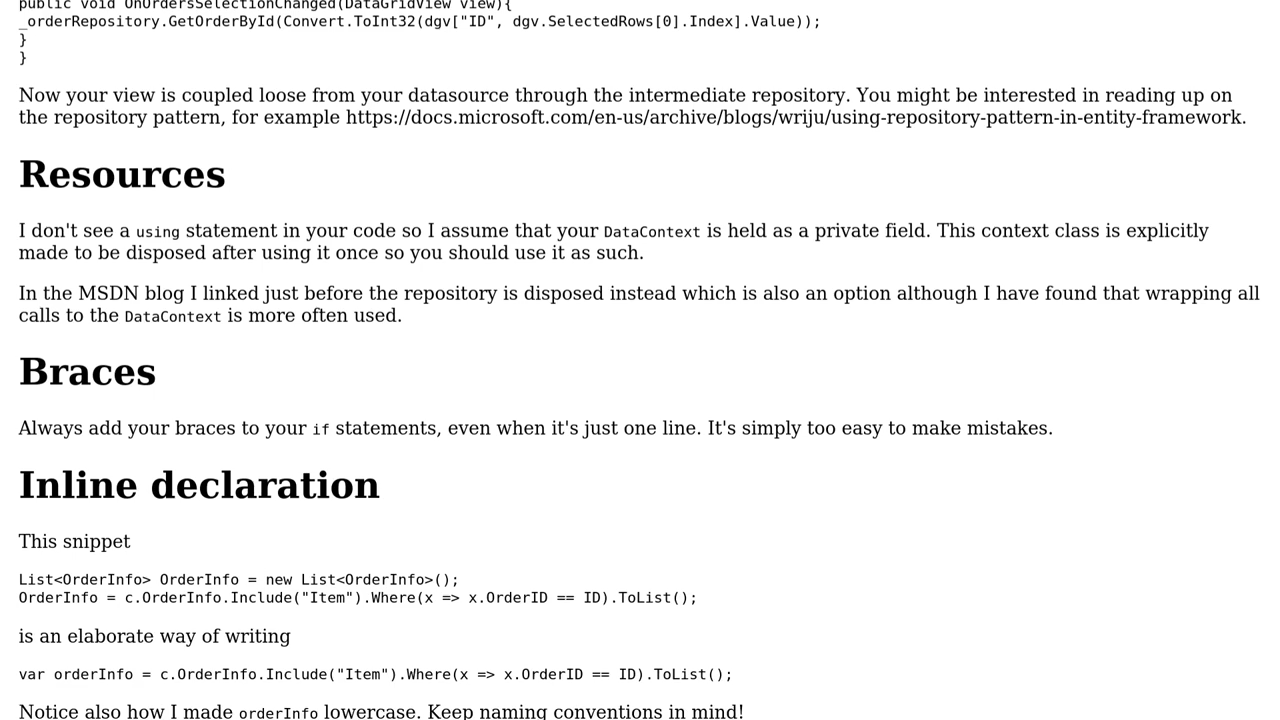 public void OnOrdersSelectionChanged(DataGridView view){
_orderRepository.GetOrderById(Convert.ToInt32(dgv["ID", dgv.SelectedRows[0].Index].Value));
}
}
Now your view is coupled loose from your datasource through the intermediate repository. You might be interested in reading up on
the repository pattern, for example https://docs.microsoft.com/en-us/archive/blogs/wriju/using-repository-pattern-in-entity-framework.
Resources
I don't see a using statement in your code so I assume that your DataContext is held as a private field. This context class is explicitly
made to be disposed after using it once so you should use it as such.
In the MSDN blog I linked just before the repository is disposed instead which is also an option although I have found that wrapping all
calls to the DataContext is more often used.
Braces
Always add your braces to your if statements, even when it's just one line. It's simply too easy to make mistakes.
Inline declaration
This snippet
List<OrderInfo> OrderInfo = new List<OrderInfo>();
OrderInfo = c.OrderInfo.Include("Item").Where(x => x.OrderID == ID).ToList();
is an elaborate way of writing
var orderInfo = c.OrderInfo.Include("Item").Where(x => x.OrderID == ID).ToList();
Notice also how I made orderInfo lowercase. Keep naming conventions in mind!